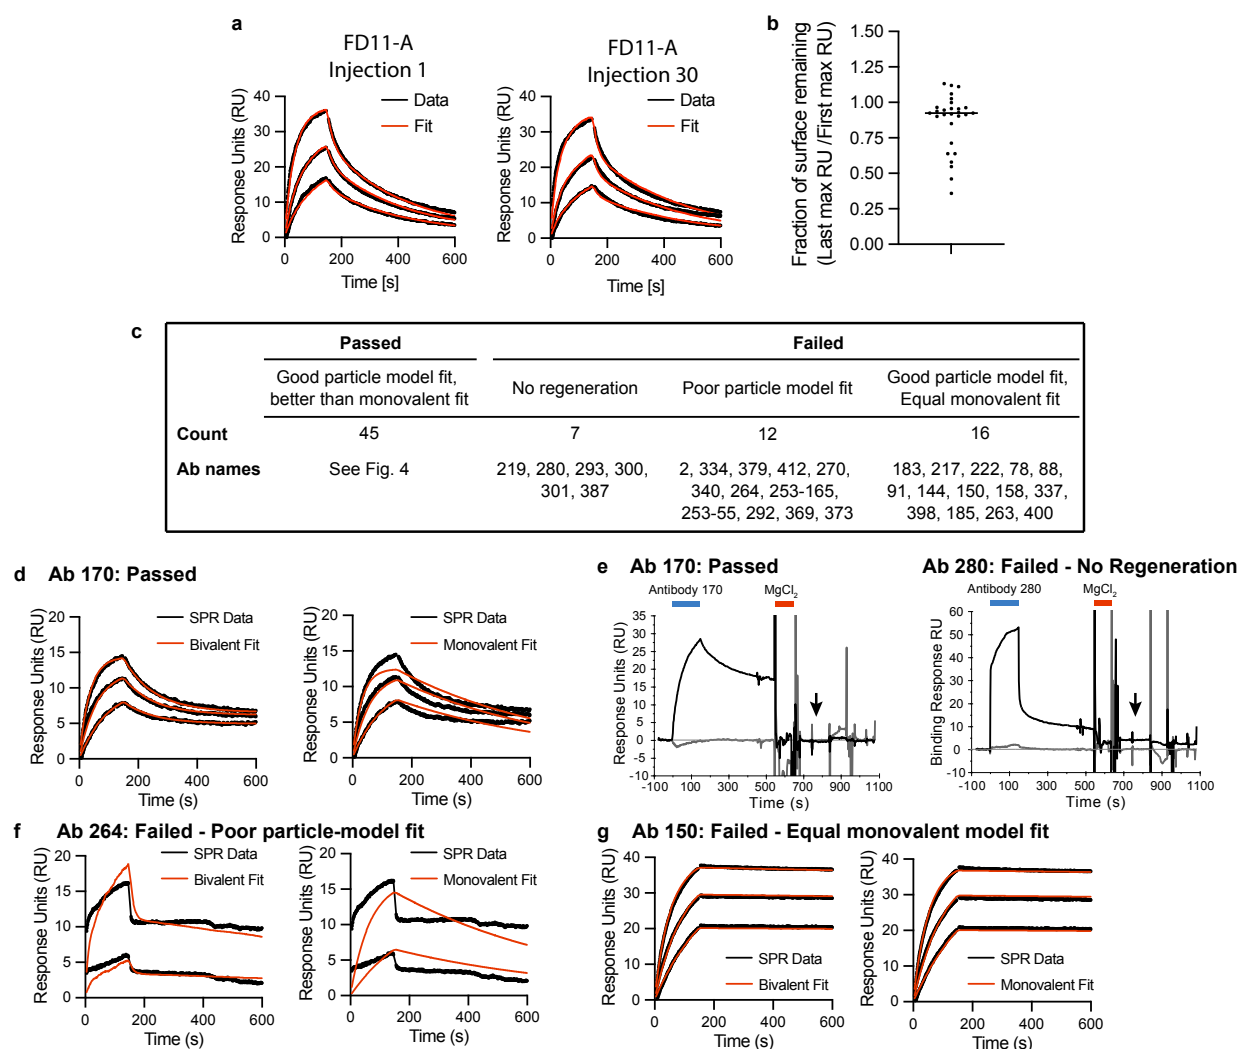 a
FD11-A
Injection 1
Response Units (RU)
40
30
20
10
0
0
200
400
600
Time [s]
Data
Fit
FD11-A
Injection 30
Response Units (RU)
40
30
20
10
0
0
200
400
600
Time [s]
Data
Fit
b
Fraction of surface remaining
(Last max RU /First max RU)
1.50
1.25
1.00
0.75
0.50
0.25
0.00
c
Passed
Failed
Good particle model fit,
better than monovalent fit
No regeneration
Poor particle model fit
Good particle model fit,
Equal monovalent fit
Count
45
7
12
16
Ab names
See Fig. 4
219, 280, 293, 300,
301, 387
2, 334, 379, 412, 270,
340, 264, 253-165,
253-55, 292, 369, 373
183, 217, 222, 78, 88,
91, 144, 150, 158, 337,
398, 185, 263, 400
d Ab 170: Passed
Response Units (RU)
20
15
10
5
0
0
200
400
600
Time (s)
SPR Data
Bivalent Fit
Response Units (RU)
20
15
10
5
0
0
200
400
600
Time (s)
SPR Data
Monovalent Fit
e Ab 170: Passed
Antibody 170
MgCl2
Response Units (RU)
35
30
25
20
15
10
5
0
-5
-10
-100
100
300
500
700
900
1100
Time (s)
Ab 280: Failed - No Regeneration
Antibody 280
MgCl2
Binding Response RU
60
50
40
30
20
10
0
-10
-100
100
300
500
700
900
1100
Time (s)
f Ab 264: Failed - Poor particle-model fit
Response Units (RU)
20
15
10
5
0
0
200
400
600
Time (s)
SPR Data
Bivalent Fit
Response Units (RU)
20
15
10
5
0
0
200
400
600
Time (s)
SPR Data
Monovalent Fit
g Ab 150: Failed - Equal monovalent model fit
Response Units (RU)
40
30
20
10
0
0
200
400
600
Time (s)
SPR Data
Bivalent Fit
Response Units (RU)
40
30
20
10
0
0
200
400
600
Time (s)
SPR Data
Monovalent Fit